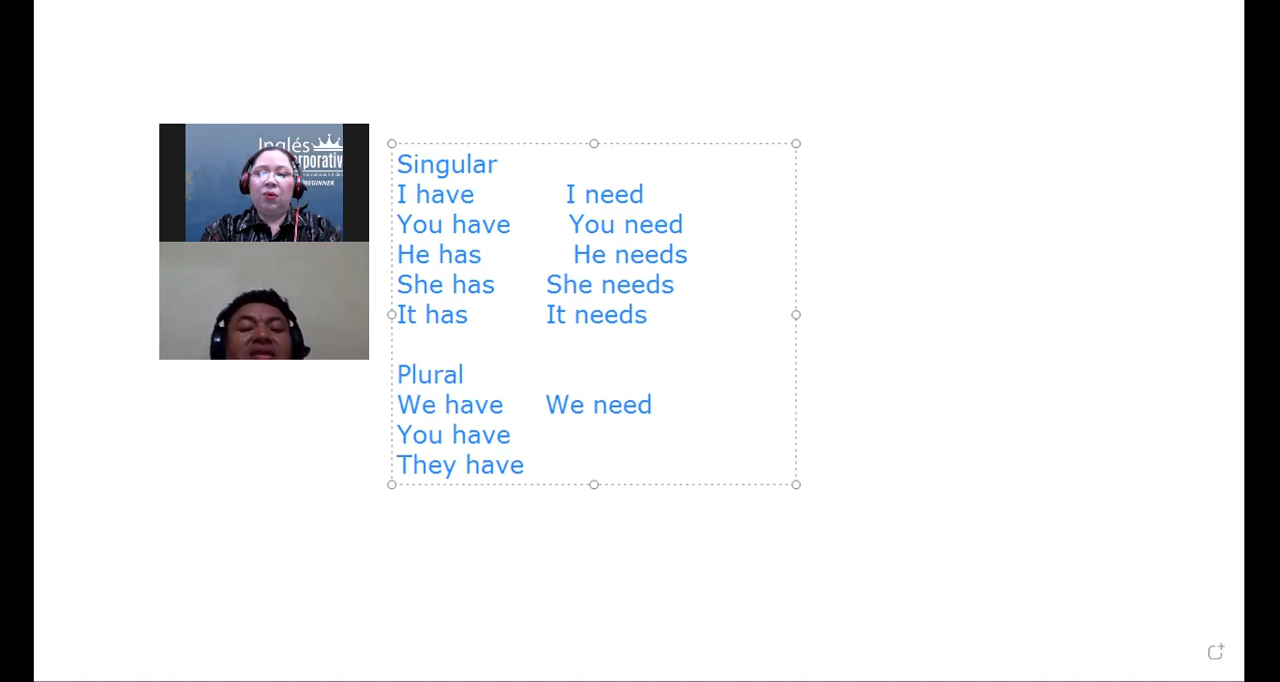 Inglés
Corporativ
BEGINNER
Singular
I have I need
You have You need
He has He needs
She has She needs
It has It needs
Plural
We have We need
You have
They have